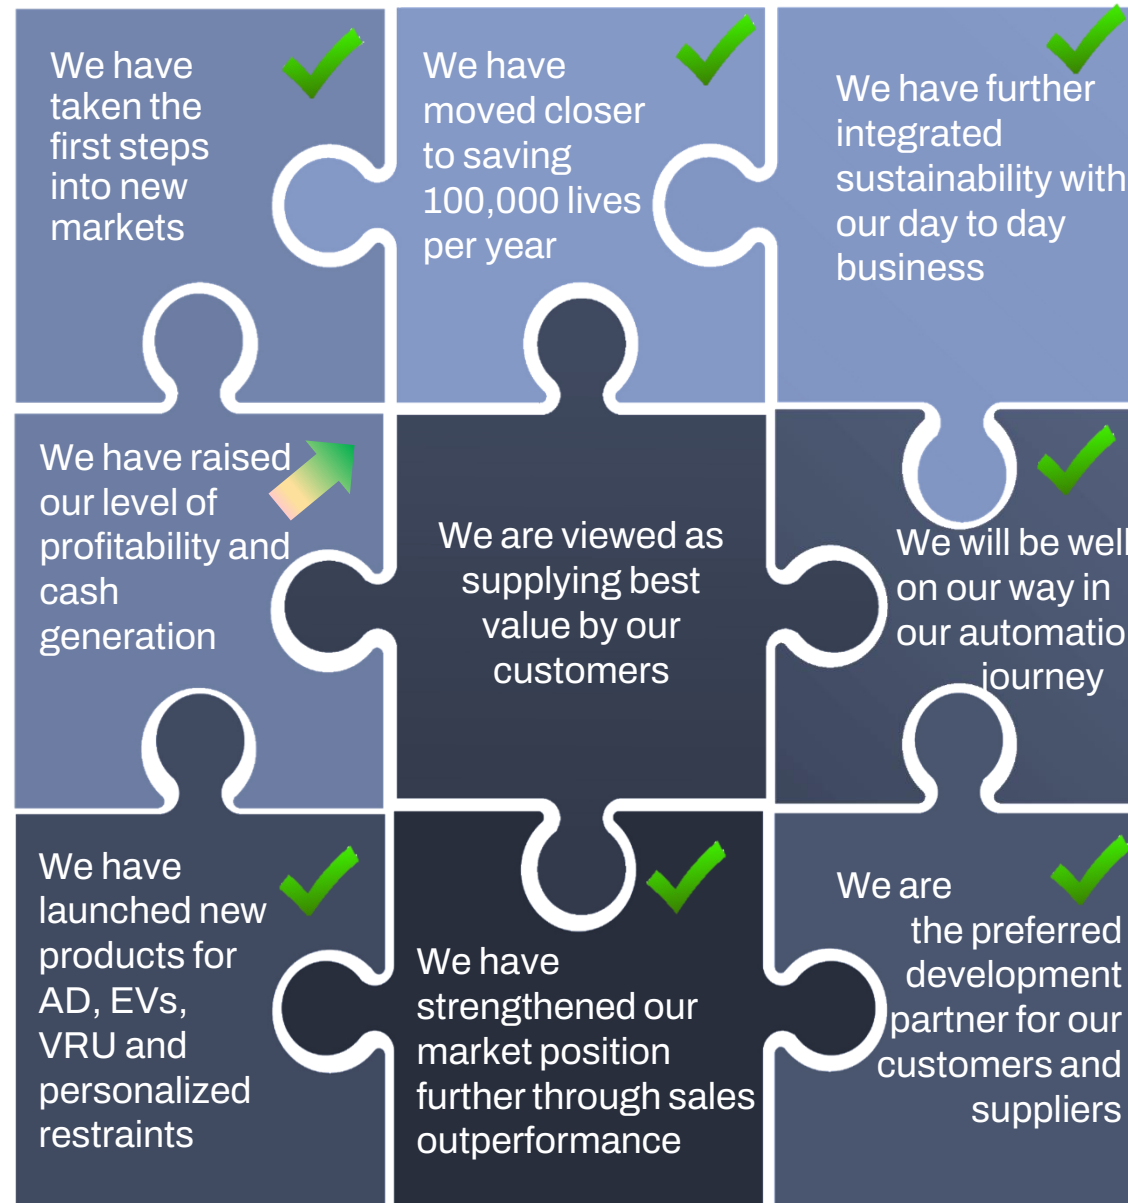 We have
taken the
first steps
into new
markets
We have
moved closer
to saving
100,000 lives
per year
We have further
integrated
sustainability with
our day to day
business
We have raised
our level of
profitability and
cash
generation
We are viewed as
supplying best
value by our
customers
We will be well
on our way in
our automatio
journey
We have
launched new
products for
AD, EVs,
VRU and
personalized
restraints
We have
strengthened our
market position
further through sales
outperformance
We are
the preferred
development
partner for our
customers and
suppliers